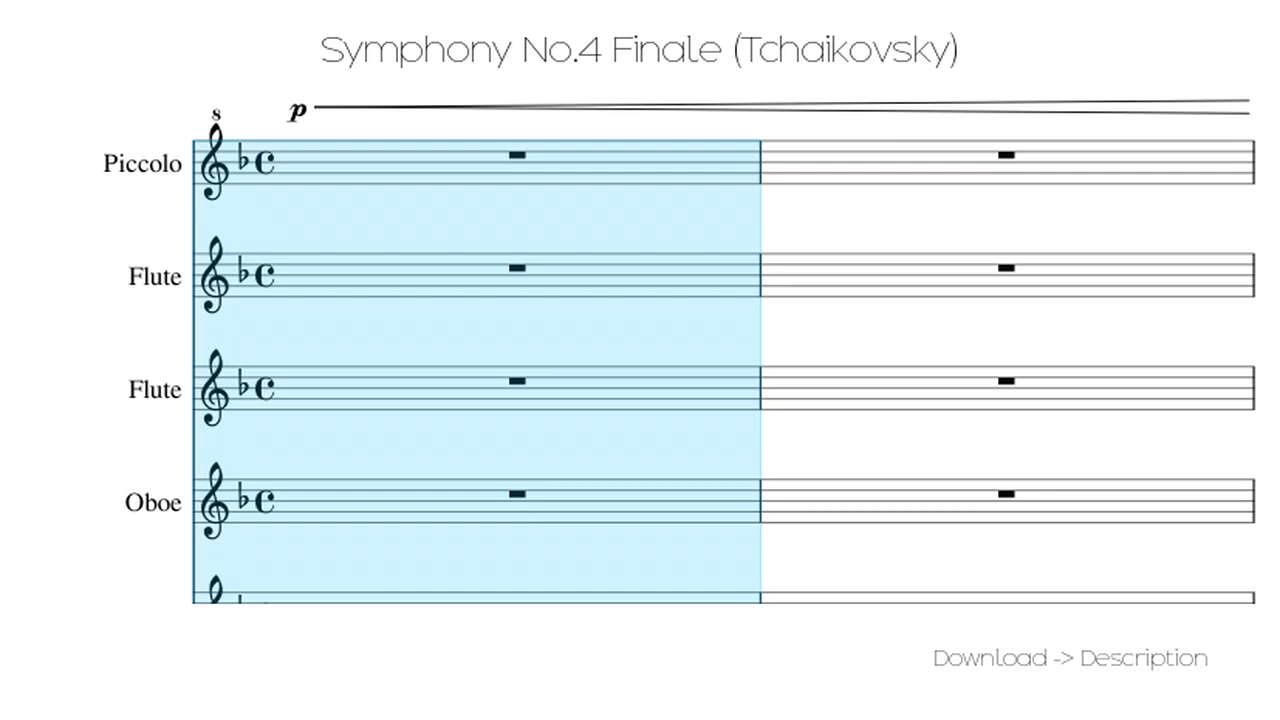 Symphony No.4 Finale (Tchaikovsky)
p
8
Piccolo
Flute
Flute
Oboe
Download -> Description